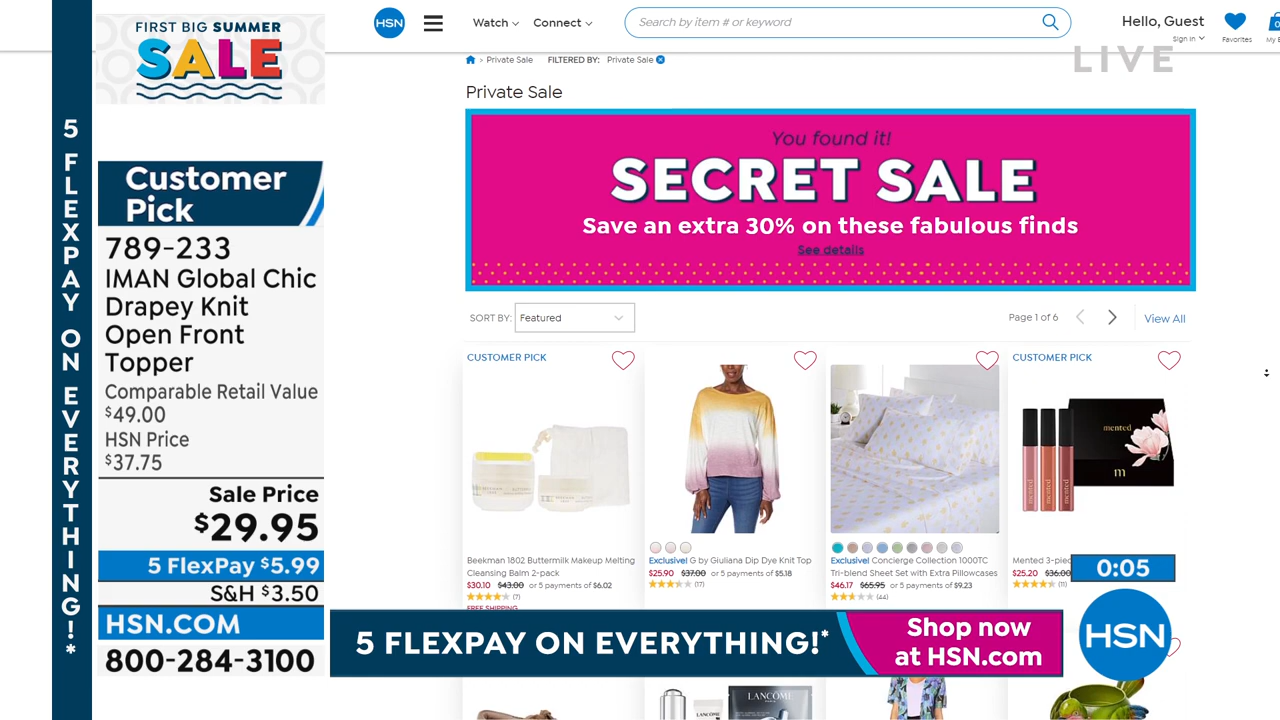 FIRST BIG SUMMER
SALE
5 FLEXPAY ON EVERYTHING!*
Customer
Pick
789-233
IMAN Global Chic
Drapey Knit
Open Front
Topper
Comparable Retail Value
$49.00
HSN Price
$37.75
Sale Price
$29.95
5 FlexPay $5.99
S&H $3.50
HSN.COM
800-284-3100
HSN
Watch
Connect
Search by item # or keyword
Hello, Guest
Sign In
Favorites
My
LIVE
› Private Sale FILTERED BY: Private Sale
Private Sale
You found it!
SECRET SALE
Save an extra 30% on these fabulous finds
See details
SORT BY: Featured
Page 1 of 6
View All
CUSTOMER PICK
Beekman 1802 Buttermilk Makeup Melting
Cleansing Balm 2-pack
$30.10 $43.00 or 5 payments of $6.02
(7)
FREE SHIPPING
Exclusive! G by Giuliana Dip Dye Knit Top
$25.90 $37.00 or 5 payments of $5.18
(17)
Exclusive! Concierge Collection 1000TC
Tri-blend Sheet Set with Extra Pillowcases
$46.17 $65.95 or 5 payments of $9.23
(44)
CUSTOMER PICK
mented
m
mented
mented
mented
Mented 3-piec
$25.20 $36.00
(11)
0:05
5 FLEXPAY ON EVERYTHING!*
Shop now
at HSN.com
HSN
LANCÔME
LANCÔME